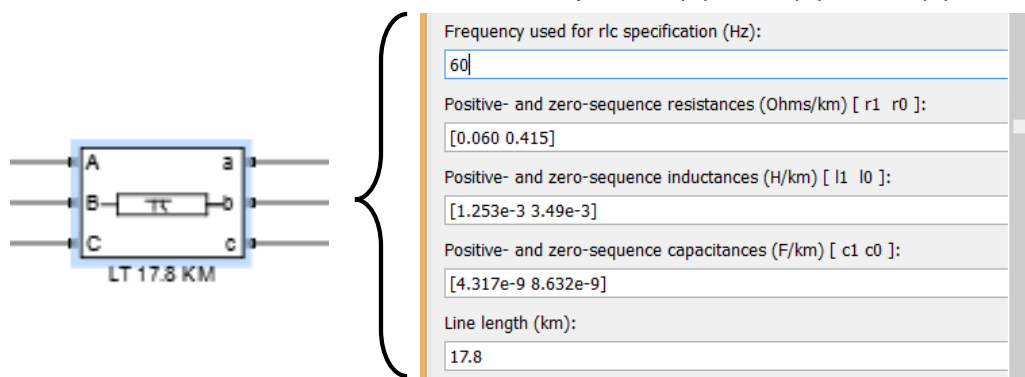 Frequency used for rlc specification (Hz):
60
Positive- and zero-sequence resistances (Ohms/km) [ r1 r0 ]:
[0.060 0.415]
Positive- and zero-sequence inductances (H/km) [ l1 l0 ]:
[1.253e-3 3.49e-3]
Positive- and zero-sequence capacitances (F/km) [ c1 c0 ]:
[4.317e-9 8.632e-9]
Line length (km):
17.8
A a
B π b
C c
LT 17.8 KM